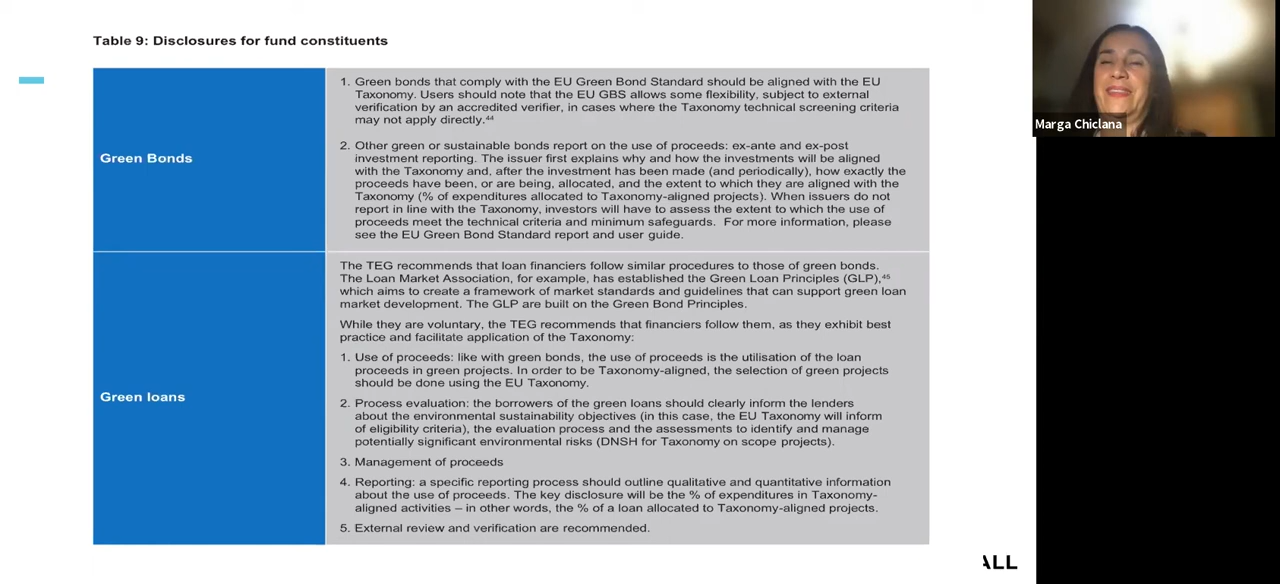 Table 9: Disclosures for fund constituents
Green Bonds
1. Green bonds that comply with the EU Green Bond Standard should be aligned with the EU
Taxonomy. Users should note that the EU GBS allows some flexibility, subject to external
verification by an accredited verifier, in cases where the Taxonomy technical screening criteria
may not apply directly.44
2. Other green or sustainable bonds report on the use of proceeds: ex-ante and ex-post
investment reporting. The issuer first explains why and how the investments will be aligned
with the Taxonomy and, after the investment has been made (and periodically), how exactly the
proceeds have been, or are being, allocated, and the extent to which they are aligned with the
Taxonomy (% of expenditures allocated to Taxonomy-aligned projects). When issuers do not
report in line with the Taxonomy, investors will have to assess the extent to which the use of
proceeds meet the technical criteria and minimum safeguards. For more information, please
see the EU Green Bond Standard report and user guide.
Green loans
The TEG recommends that loan financiers follow similar procedures to those of green bonds.
The Loan Market Association, for example, has established the Green Loan Principles (GLP),45
which aims to create a framework of market standards and guidelines that can support green loan
market development. The GLP are built on the Green Bond Principles.
While they are voluntary, the TEG recommends that financiers follow them, as they exhibit best
practice and facilitate application of the Taxonomy:
1. Use of proceeds: like with green bonds, the use of proceeds is the utilisation of the loan
proceeds in green projects. In order to be Taxonomy-aligned, the selection of green projects
should be done using the EU Taxonomy.
2. Process evaluation: the borrowers of the green loans should clearly inform the lenders
about the environmental sustainability objectives (in this case, the EU Taxonomy will inform
of eligibility criteria), the evaluation process and the assessments to identify and manage
potentially significant environmental risks (DNSH for Taxonomy on scope projects).
3. Management of proceeds
4. Reporting: a specific reporting process should outline qualitative and quantitative information
about the use of proceeds. The key disclosure will be the % of expenditures in Taxonomy-
aligned activities – in other words, the % of a loan allocated to Taxonomy-aligned projects.
5. External review and verification are recommended.
Marga Chiclana
ALL